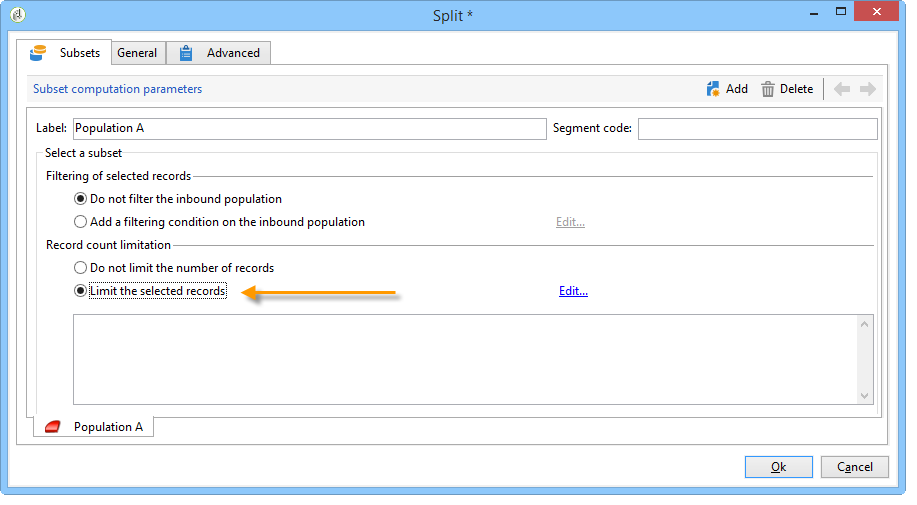 Split *
Subsets General Advanced
Subset computation parameters Add Delete
Label: Population A Segment code:
Select a subset
Filtering of selected records
Do not filter the inbound population
Add a filtering condition on the inbound population Edit...
Record count limitation
Do not limit the number of records
Limit the selected records Edit...
Population A
Ok Cancel